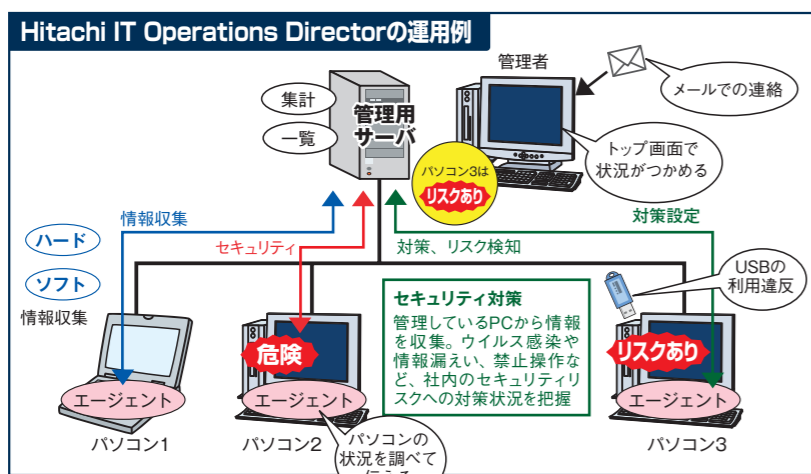 Hitachi IT Operations Directorの運用例
管理者
メールでの連絡
集計
一覧
管理用
サーバ
トップ画面で
状況がつかめる
パソコン3は
リスクあり
情報収集
セキュリティ
対策、リスク検知
対策設定
ハード
ソフト
情報収集
USBの
利用違反
セキュリティ対策
管理しているPCから情報
を収集。ウイルス感染や
情報漏えい、禁止操作な
ど、社内のセキュリティリ
スクへの対策状況を把握
危険
リスクあり
エージェント
エージェント
エージェント
パソコン1
パソコン2
パソコン3
パソコンの
状況を調べて